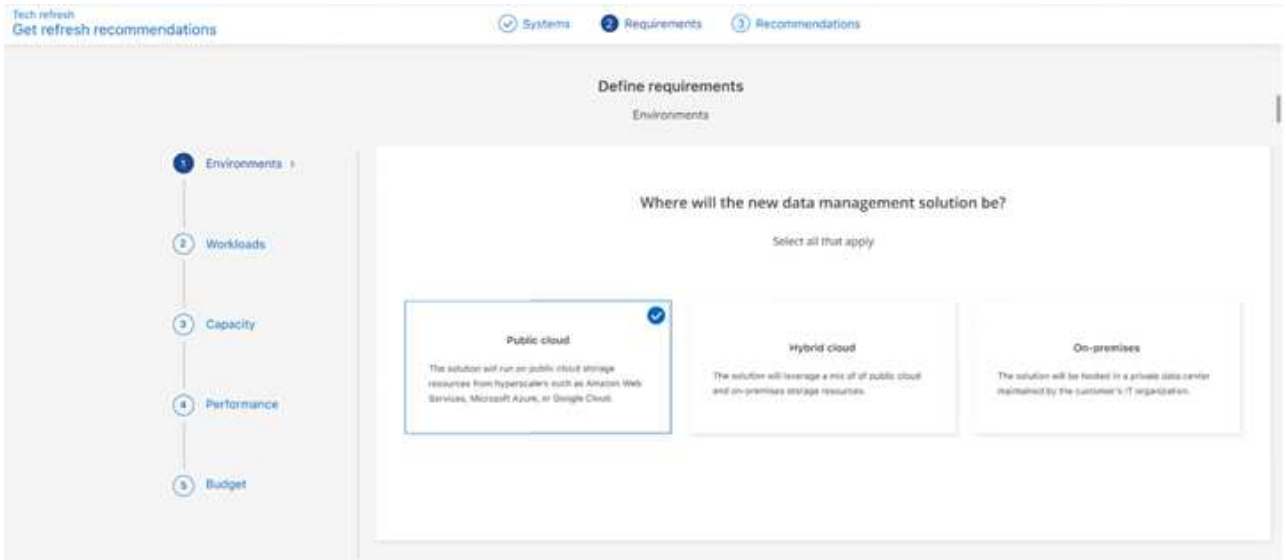 Tech refresh
Get refresh recommendations
Systems
2 Requirements
3 Recommendations
Define requirements
Environments
1 Environments
2 Workloads
3 Capacity
4 Performance
5 Budget
Where will the new data management solution be?
Select all that apply
Public cloud
The solution will run on public cloud storage
resources from hyperscalers such as Amazon Web
Services, Microsoft Azure, or Google Cloud.
Hybrid cloud
The solution will leverage a mix of of public cloud
and on-premises storage resources.
On-premises
The solution will be hosted in a private data center
maintained by the customer's IT organization.